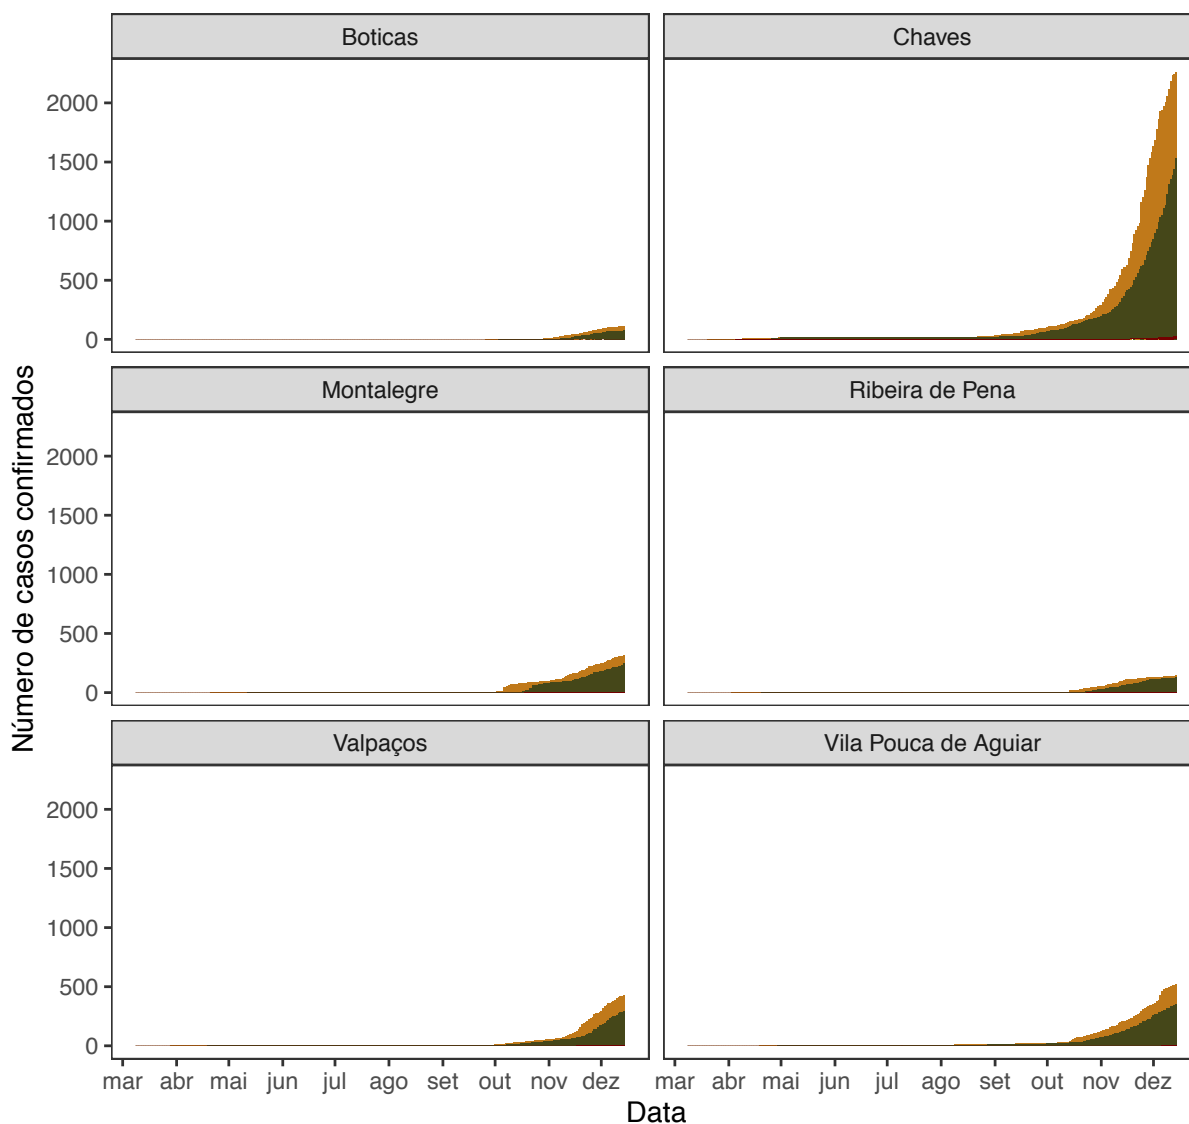 Boticas
Chaves
2000
1500
1000
500
0
Montalegre
Ribeira de Pena
2000
1500
1000
500
0
Valpaços
Vila Pouca de Aguiar
2000
1500
1000
500
0
mar abr mai jun jul ago set out nov dez
mar abr mai jun jul ago set out nov dez
Data
Número de casos confirmados